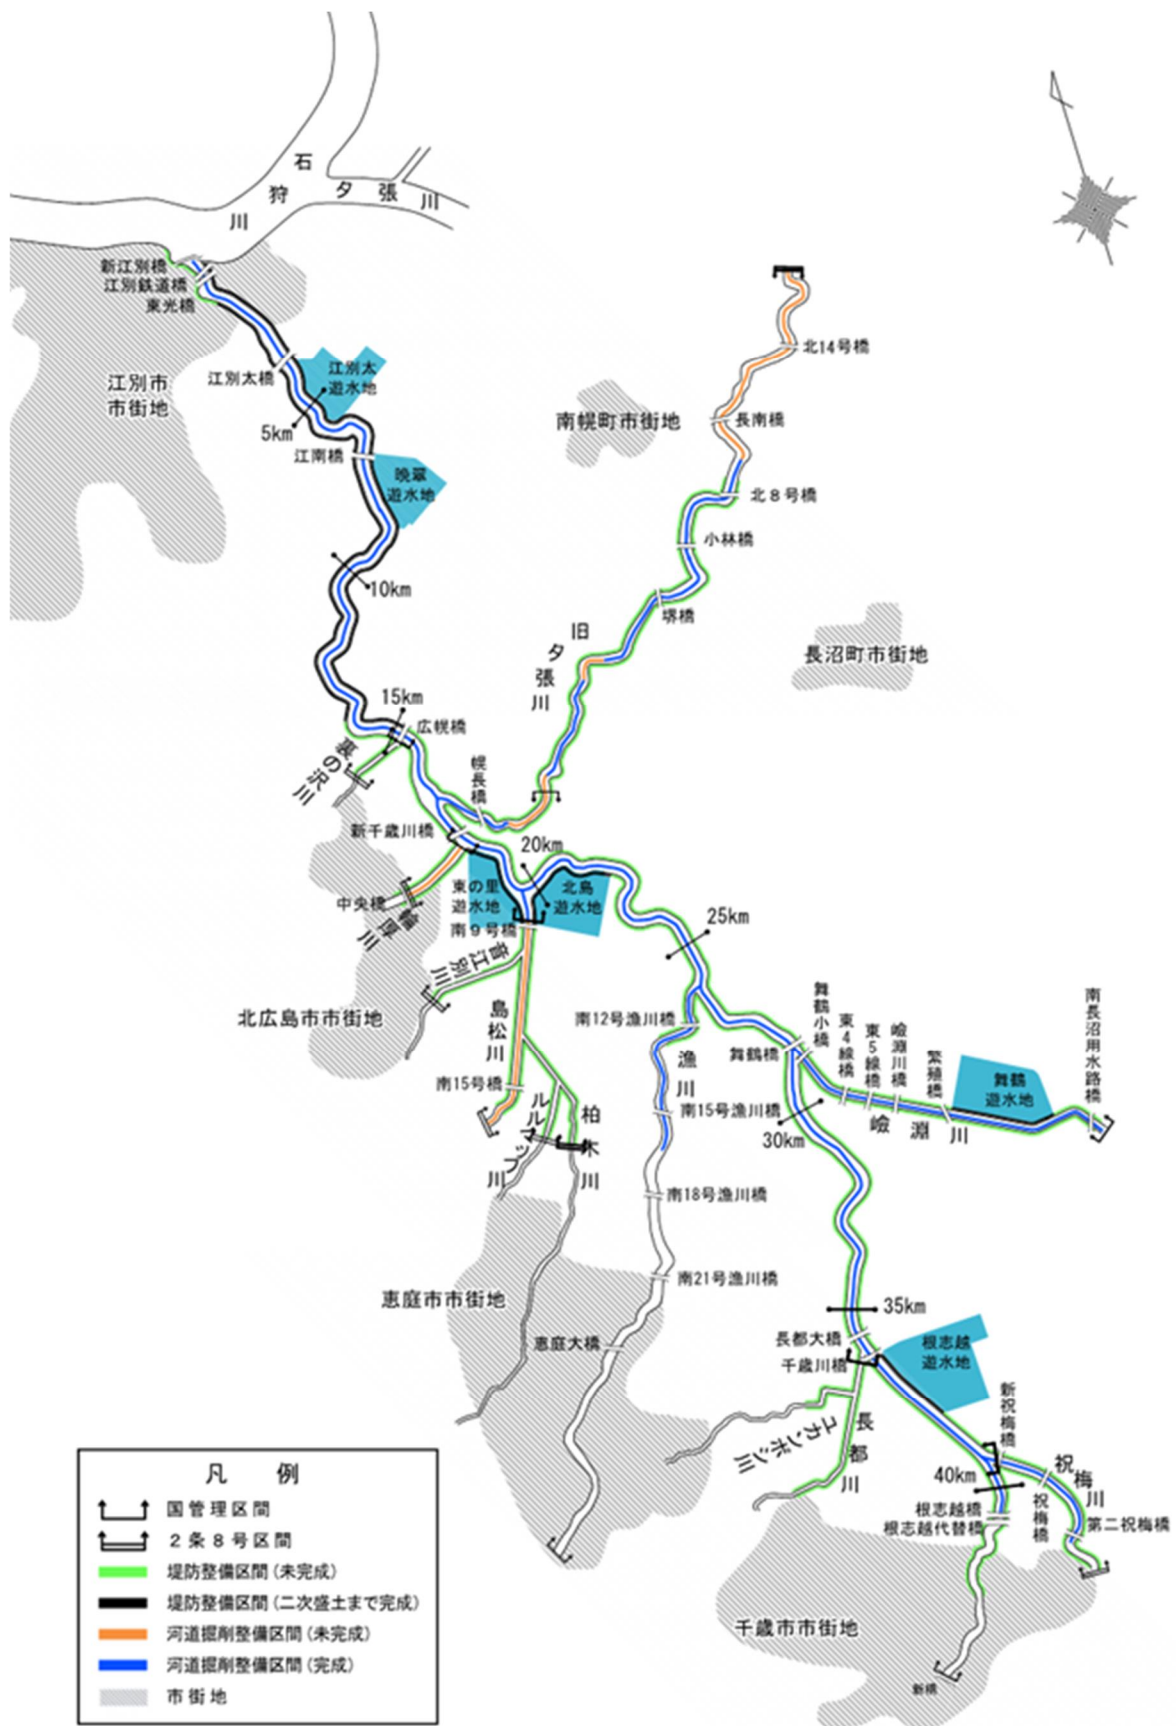 石狩川
夕張川
新江別橋
江別鉄道橋
東光橋
江別市
市街地
江別太橋
江別太
遊水地
5km
江南橋
晩翠
遊水地
10km
北14号橋
南幌町市街地
長南橋
北８号橋
小林橋
堺橋
長沼町市街地
旧夕張川
15km
広幌橋
裏の沢川
幌長橋
新千歳川橋
20km
中央橋
輪厚川
東の里
遊水地
北島
遊水地
南９号橋
25km
音江別川
北広島市市街地
島松川
南12号漁川橋
漁川
舞鶴橋
舞鶴小橋
東４線橋
東５線橋
嶮淵川橋
繁殖橋
舞鶴
遊水地
南長沼用水路橋
南15号橋
ルルマップ川
柏木川
南15号漁川橋
30km
嶮淵川
南18号漁川橋
南21号漁川橋
恵庭市市街地
恵庭大橋
35km
長都大橋
千歳川橋
根志越
遊水地
ユカンボシ川
長都川
新祝梅橋
40km
祝梅川
根志越橋
根志越代替橋
祝梅橋
第二祝梅橋
千歳市市街地
新橋
凡　例
国管理区間
２条８号区間
堤防整備区間(未完成)
堤防整備区間(二次盛土まで完成)
河道掘削整備区間(未完成)
河道掘削整備区間(完成)
市街地